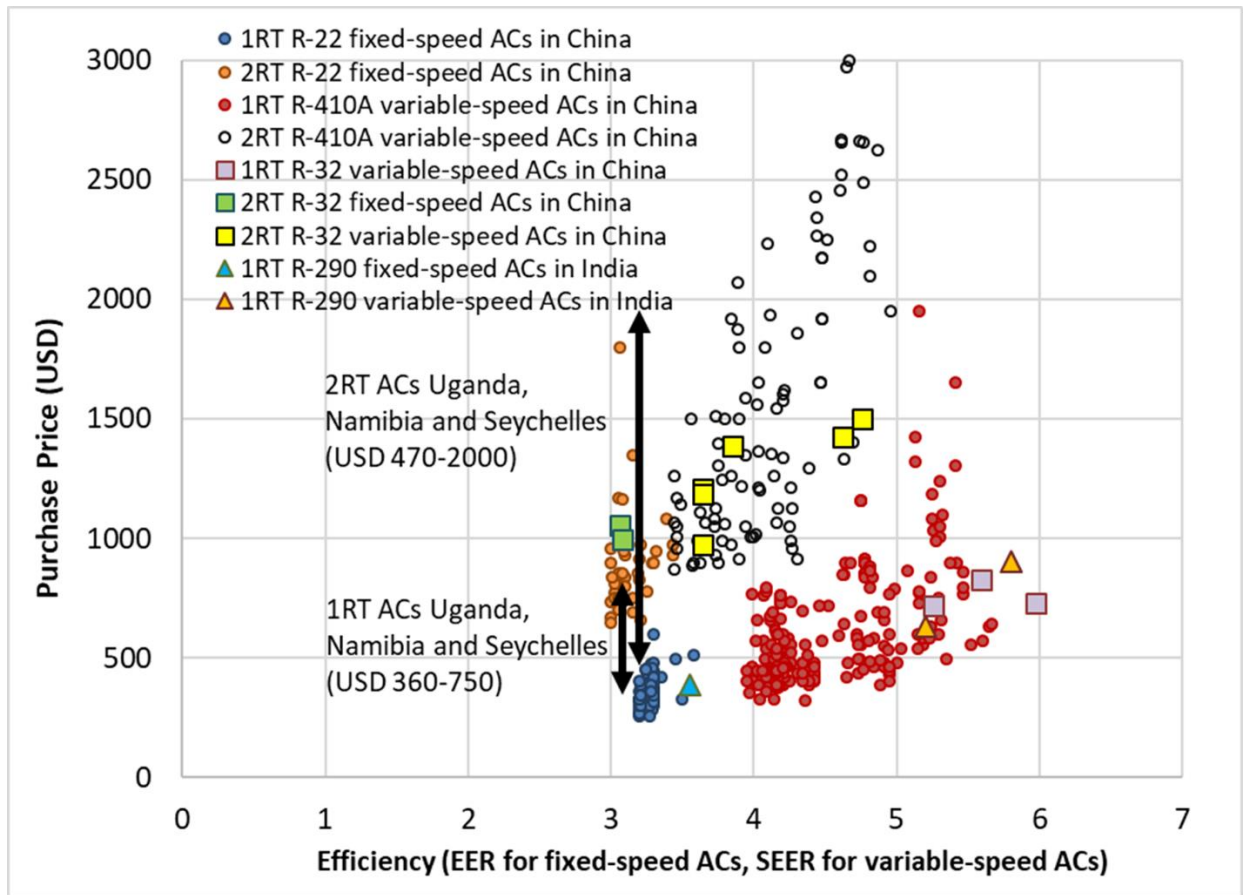 1RT R-22 fixed-speed ACs in China
2RT R-22 fixed-speed ACs in China
1RT R-410A variable-speed ACs in China
2RT R-410A variable-speed ACs in China
1RT R-32 variable-speed ACs in China
2RT R-32 fixed-speed ACs in China
2RT R-32 variable-speed ACs in China
1RT R-290 fixed-speed ACs in India
1RT R-290 variable-speed ACs in India
3000
2500
2000
1500
1000
500
0
Purchase Price (USD)
2RT ACs Uganda,
Namibia and Seychelles
(USD 470-2000)
1RT ACs Uganda,
Namibia and Seychelles
(USD 360-750)
0 1 2 3 4 5 6 7
Efficiency (EER for fixed-speed ACs, SEER for variable-speed ACs)